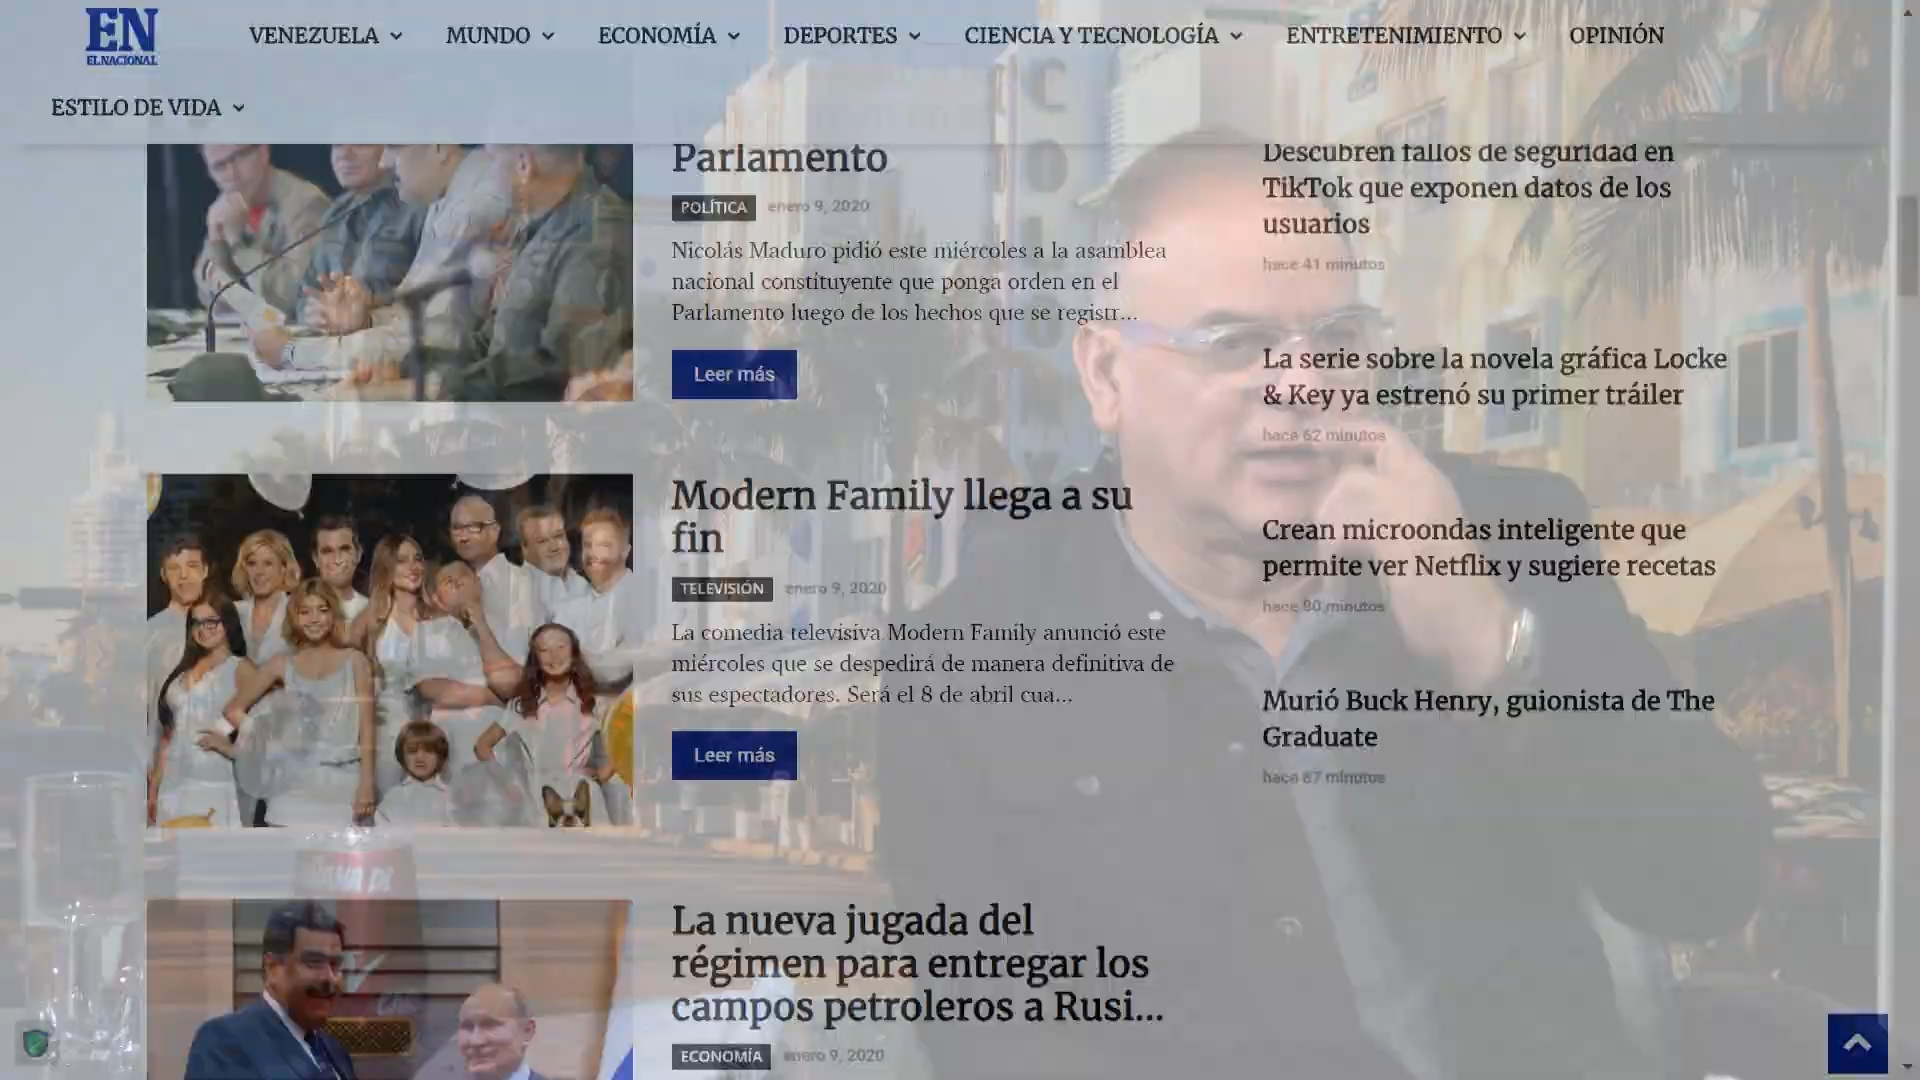 EN
EL NACIONAL
VENEZUELA
MUNDO
ECONOMÍA
DEPORTES
CIENCIA Y TECNOLOGÍA
ENTRETENIMIENTO
OPINIÓN
ESTILO DE VIDA
Parlamento
POLÍTICA enero 9, 2020
Nicolás Maduro pidió este miércoles a la asamblea
nacional constituyente que ponga orden en el
Parlamento luego de los hechos que se registr...
Leer más
Modern Family llega a su
fin
TELEVISIÓN enero 9, 2020
La comedia televisiva Modern Family anunció este
miércoles que se despedirá de manera definitiva de
sus espectadores. Será el 8 de abril cua...
Leer más
La nueva jugada del
régimen para entregar los
campos petroleros a Rusi...
ECONOMÍA enero 9, 2020
Descubren fallos de seguridad en
TikTok que exponen datos de los
usuarios
hace 41 minutos
La serie sobre la novela gráfica Locke
& Key ya estrenó su primer tráiler
hace 62 minutos
Crean microondas inteligente que
permite ver Netflix y sugiere recetas
hace 80 minutos
Murió Buck Henry, guionista de The
Graduate
hace 87 minutos
COLONY